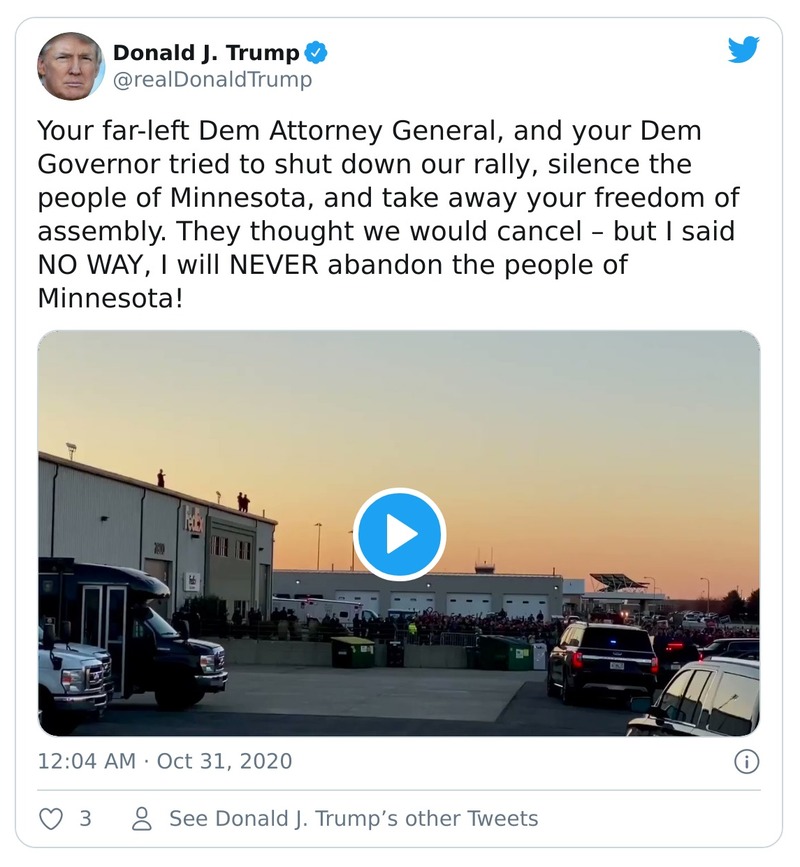 Donald J. Trump
@realDonaldTrump
Your far-left Dem Attorney General, and your Dem
Governor tried to shut down our rally, silence the
people of Minnesota, and take away your freedom of
assembly. They thought we would cancel – but I said
NO WAY, I will NEVER abandon the people of
Minnesota!
FedEx
12:04 AM · Oct 31, 2020
3
See Donald J. Trump’s other Tweets